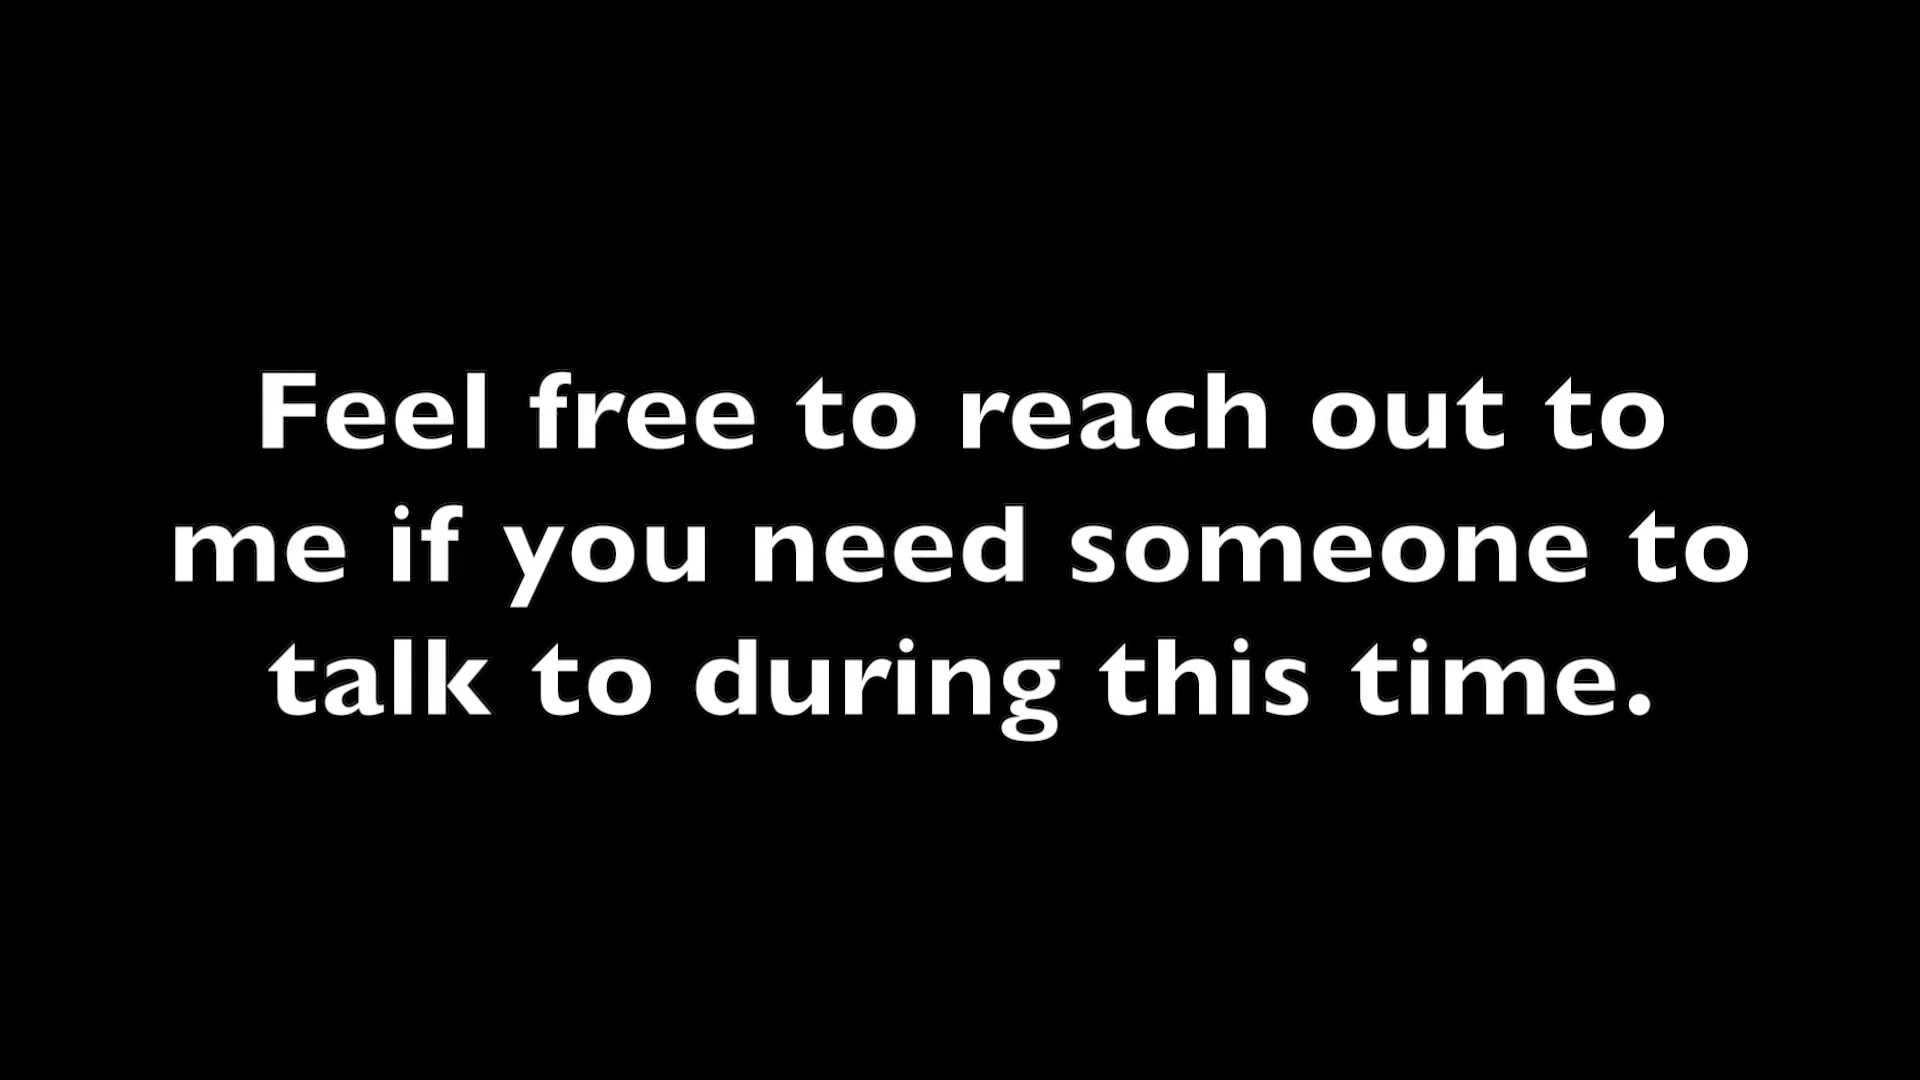 Feel free to reach out to
me if you need someone to
talk to during this time.